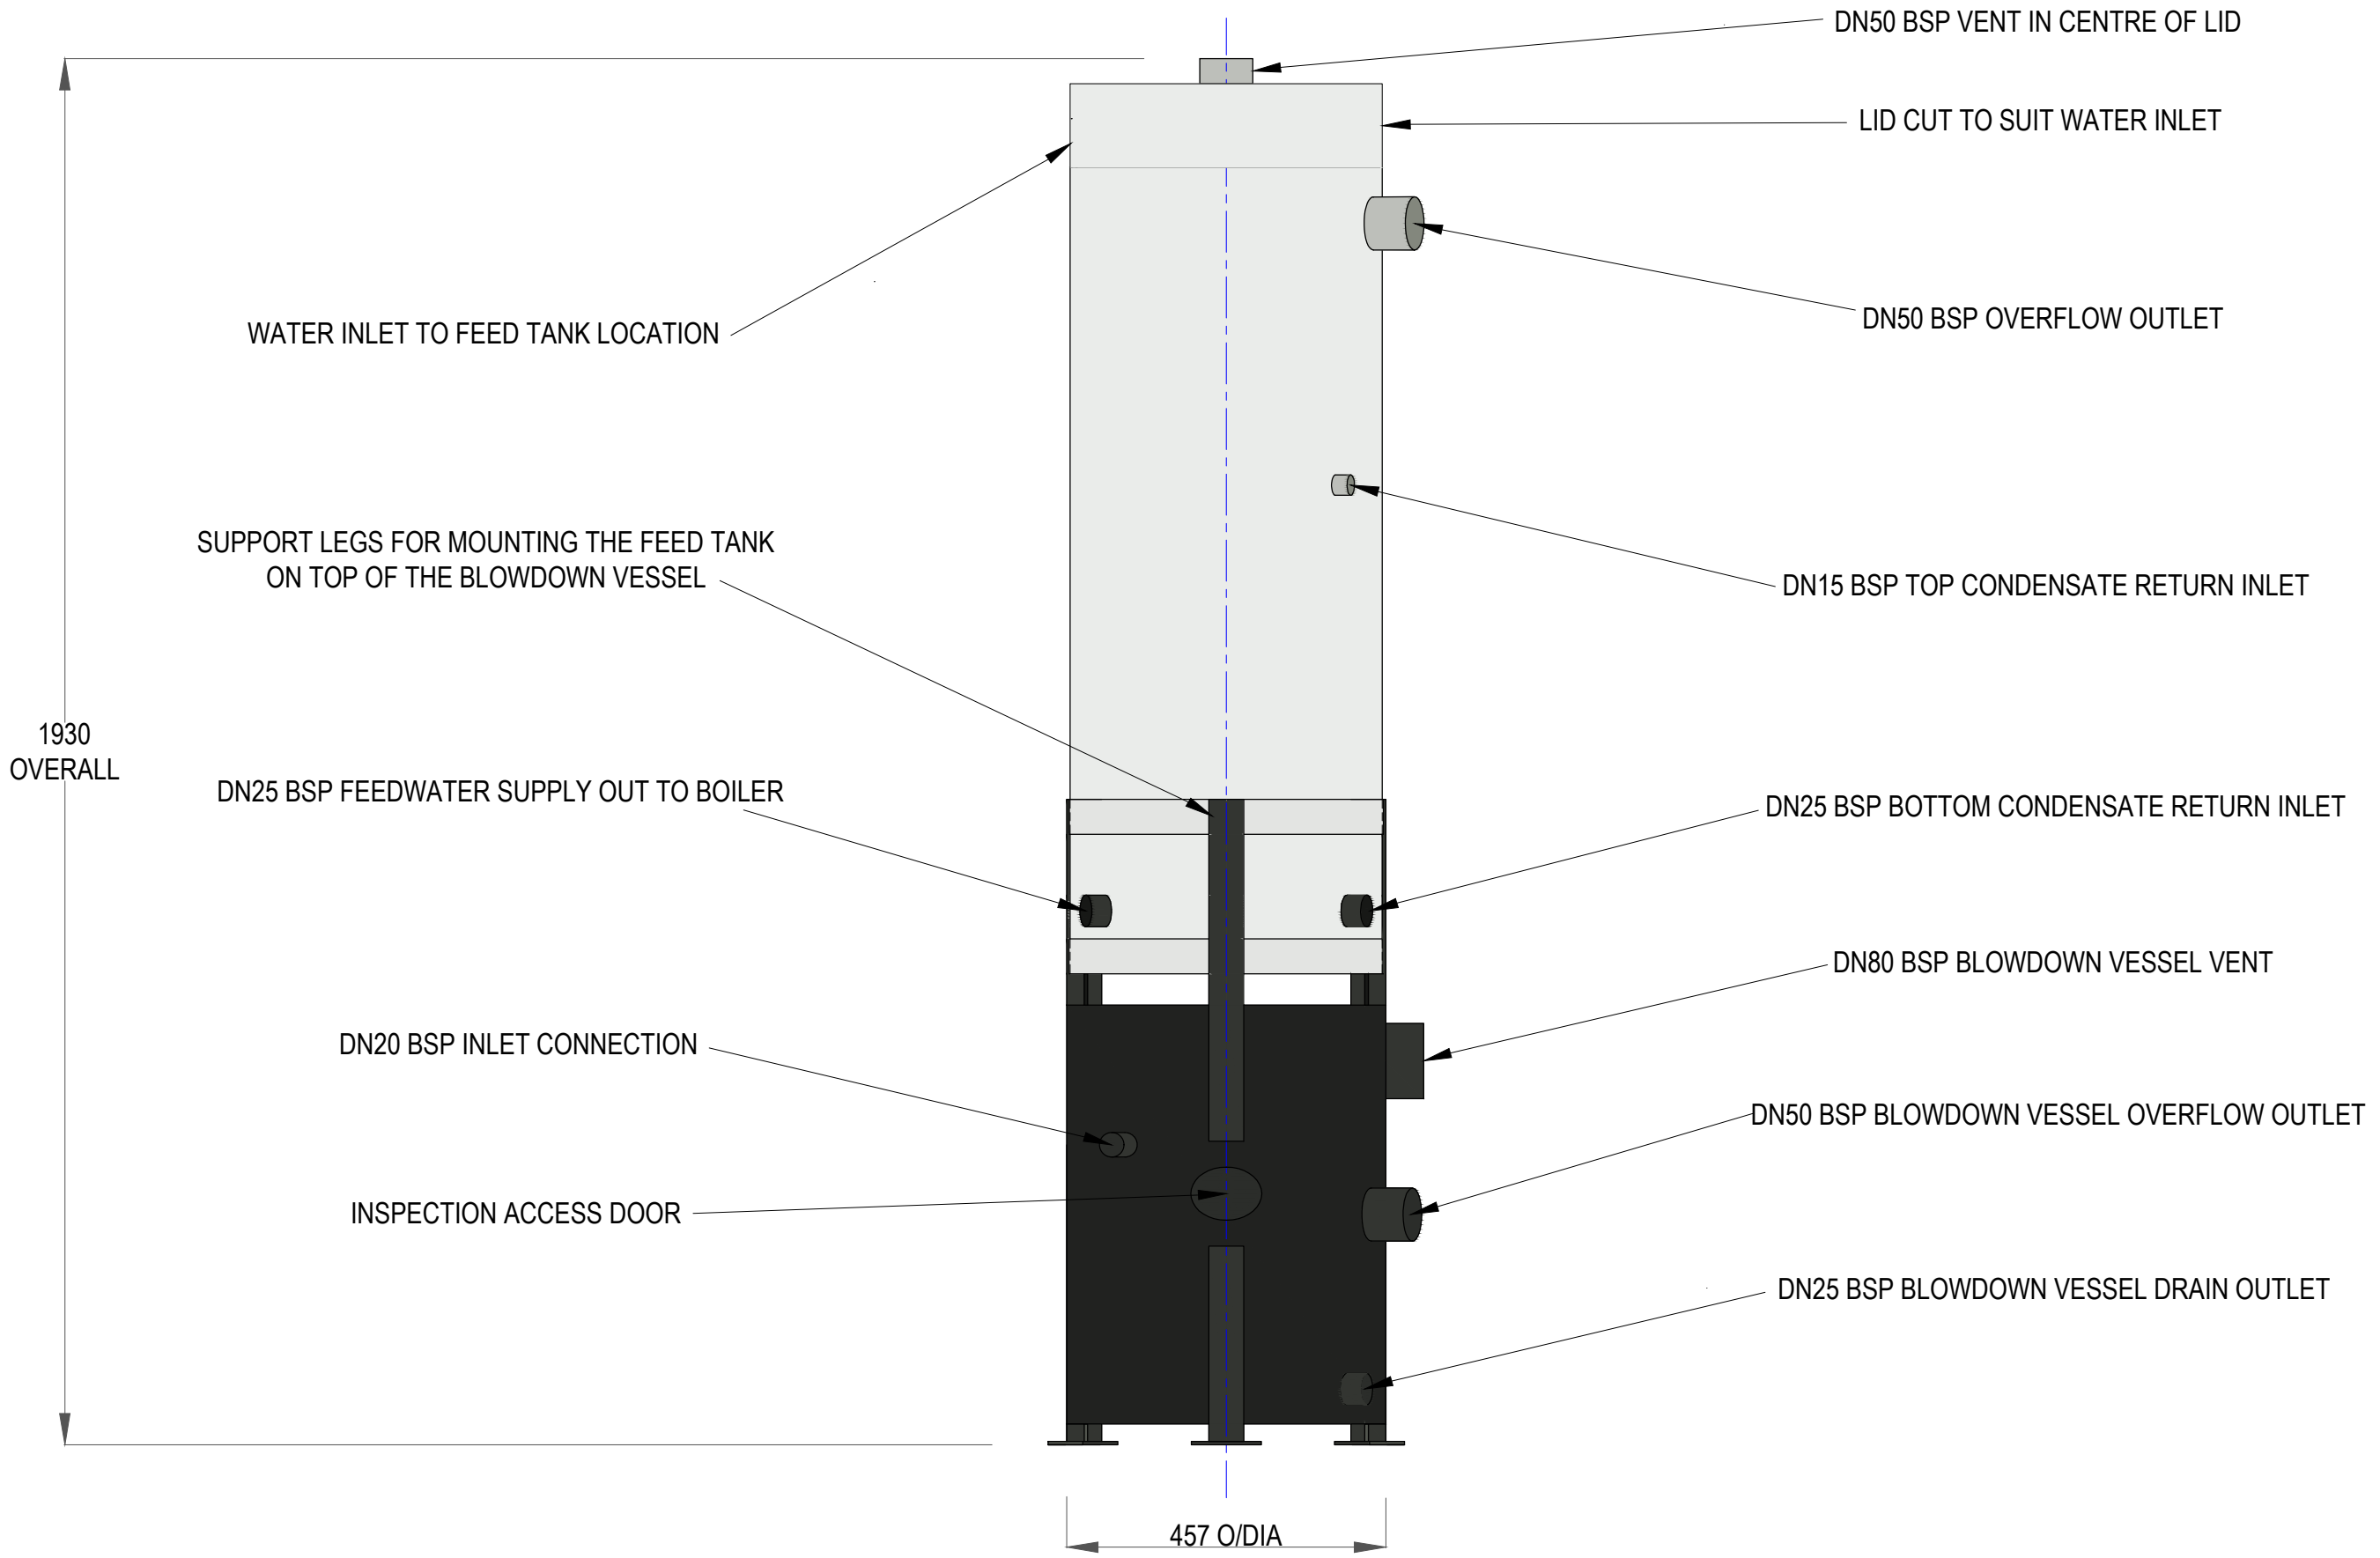 DN50 BSP VENT IN CENTRE OF LID
LID CUT TO SUIT WATER INLET
DN50 BSP OVERFLOW OUTLET
WATER INLET TO FEED TANK LOCATION
SUPPORT LEGS FOR MOUNTING THE FEED TANK
ON TOP OF THE BLOWDOWN VESSEL
DN15 BSP TOP CONDENSATE RETURN INLET
1930
OVERALL
DN25 BSP FEEDWATER SUPPLY OUT TO BOILER
DN25 BSP BOTTOM CONDENSATE RETURN INLET
DN80 BSP BLOWDOWN VESSEL VENT
DN20 BSP INLET CONNECTION
DN50 BSP BLOWDOWN VESSEL OVERFLOW OUTLET
INSPECTION ACCESS DOOR
DN25 BSP BLOWDOWN VESSEL DRAIN OUTLET
457 O/DIA